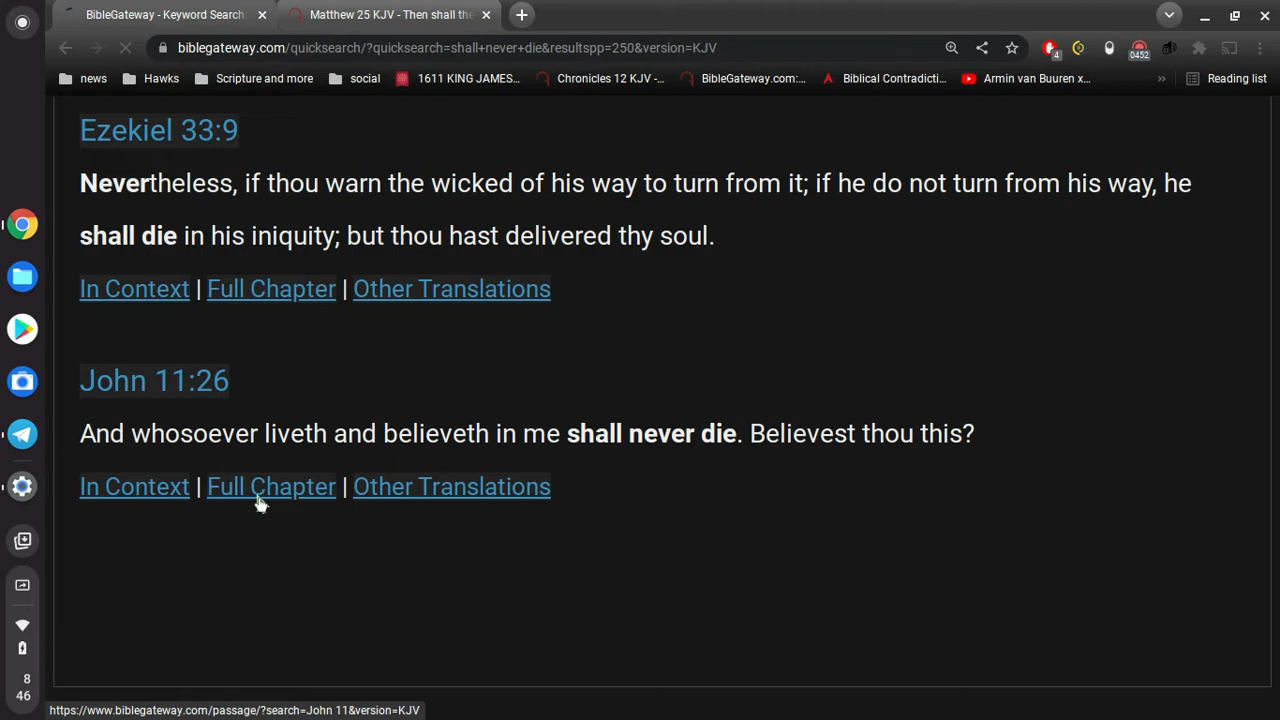 BibleGateway - Keyword Search:
Matthew 25 KJV - Then shall the
biblegateway.com/quicksearch/?quicksearch=shall+never+die&resultspp=250&version=KJV
4
0452
news
Hawks
Scripture and more
social
1611 KING JAMES...
Chronicles 12 KJV -...
BibleGateway.com:...
Biblical Contradicti...
Armin van Buuren x...
»
Reading list
Ezekiel 33:9
Nevertheless, if thou warn the wicked of his way to turn from it; if he do not turn from his way, he
shall die in his iniquity; but thou hast delivered thy soul.
In Context | Full Chapter | Other Translations
John 11:26
And whosoever liveth and believeth in me shall never die. Believest thou this?
In Context | Full Chapter | Other Translations
8
46
https://www.biblegateway.com/passage/?search=John 11&version=KJV